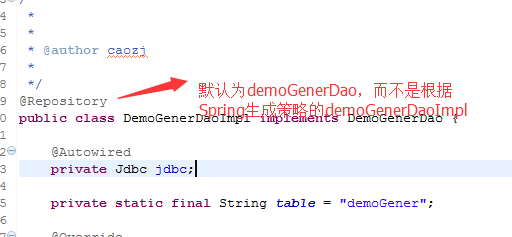 /
*
*
* @author caozj
*
*/
@Repository
默认为demoGenerDao，而不是根据
Spring生成策略的demoGenerDaoImpl
public class DemoGenerDaoImpl implements DemoGenerDao {
@Autowired
private Jdbc jdbc;
private static final String table = "demoGener";